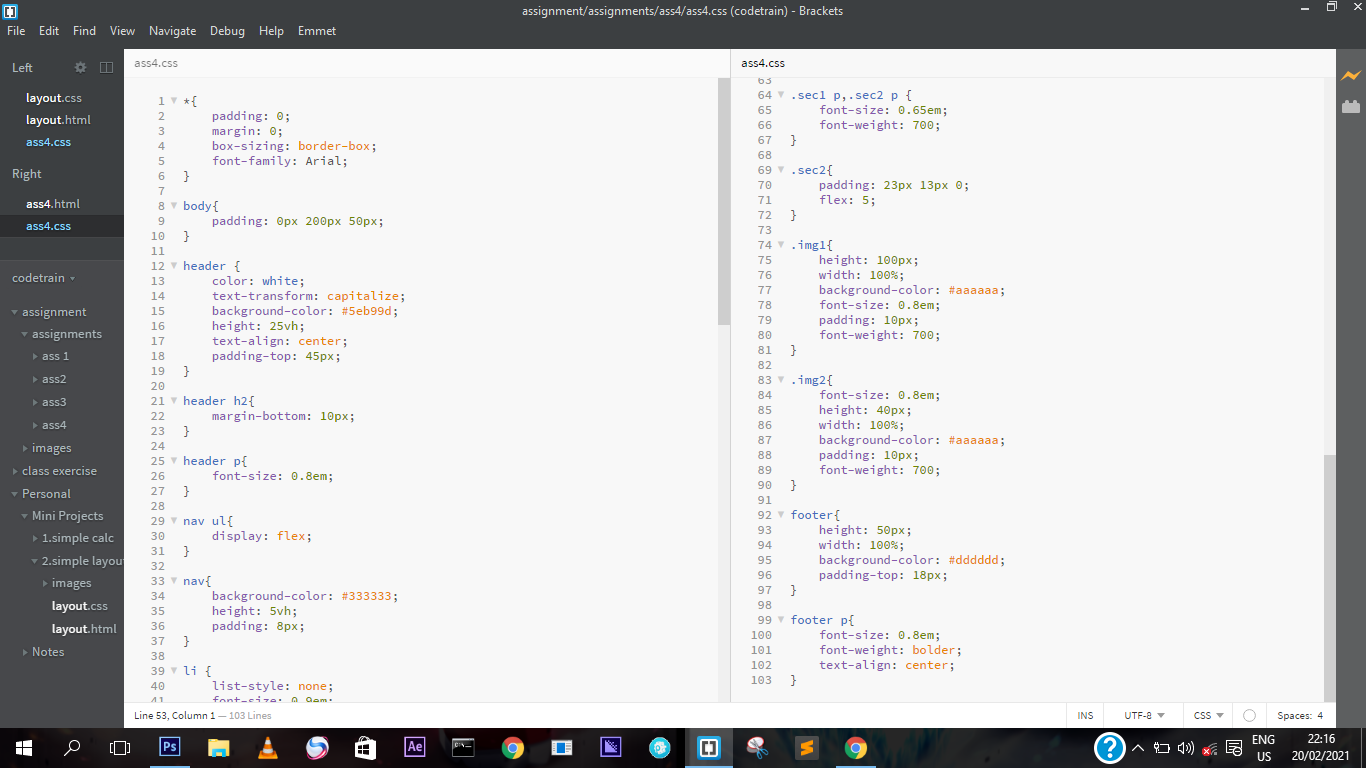 assignment/assignments/ass4/ass4.css (codetrain) - Brackets
File Edit Find View Navigate Debug Help Emmet
Left
layout.css
layout.html
ass4.css
Right
ass4.html
ass4.css
codetrain
assignment
assignments
ass 1
ass2
ass3
ass4
images
class exercise
Personal
Mini Projects
1.simple calc
2.simple layou
images
layout.css
layout.html
Notes
ass4.css
1 *{
2 padding: 0;
3 margin: 0;
4 box-sizing: border-box;
5 font-family: Arial;
6 }
7
8 body{
9 padding: 0px 200px 50px;
10 }
11
12 header {
13 color: white;
14 text-transform: capitalize;
15 background-color: #5eb99d;
16 height: 25vh;
17 text-align: center;
18 padding-top: 45px;
19 }
20
21 header h2{
22 margin-bottom: 10px;
23 }
24
25 header p{
26 font-size: 0.8em;
27 }
28
29 nav ul{
30 display: flex;
31 }
32
33 nav{
34 background-color: #333333;
35 height: 5vh;
36 padding: 8px;
37 }
38
39 li {
40 list-style: none;
41 font-size: 0.9em;
ass4.css
63
64 .sec1 p,.sec2 p {
65 font-size: 0.65em;
66 font-weight: 700;
67 }
68
69 .sec2{
70 padding: 23px 13px 0;
71 flex: 5;
72 }
73
74 .img1{
75 height: 100px;
76 width: 100%;
77 background-color: #aaaaaa;
78 font-size: 0.8em;
79 padding: 10px;
80 font-weight: 700;
81 }
82
83 .img2{
84 font-size: 0.8em;
85 height: 40px;
86 width: 100%;
87 background-color: #aaaaaa;
88 padding: 10px;
89 font-weight: 700;
90 }
91
92 footer{
93 height: 50px;
94 width: 100%;
95 background-color: #dddddd;
96 padding-top: 18px;
97 }
98
99 footer p{
100 font-size: 0.8em;
101 font-weight: bolder;
102 text-align: center;
103 }
Line 53, Column 1 — 103 Lines
INS UTF-8 CSS Spaces: 4
Ps
Ae
ENG
US
22:16
20/02/2021